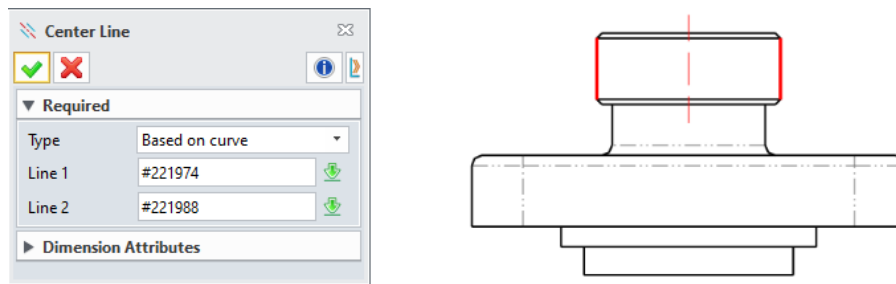 Center Line
Required
Type Based on curve
Line 1 #221974
Line 2 #221988
Dimension Attributes